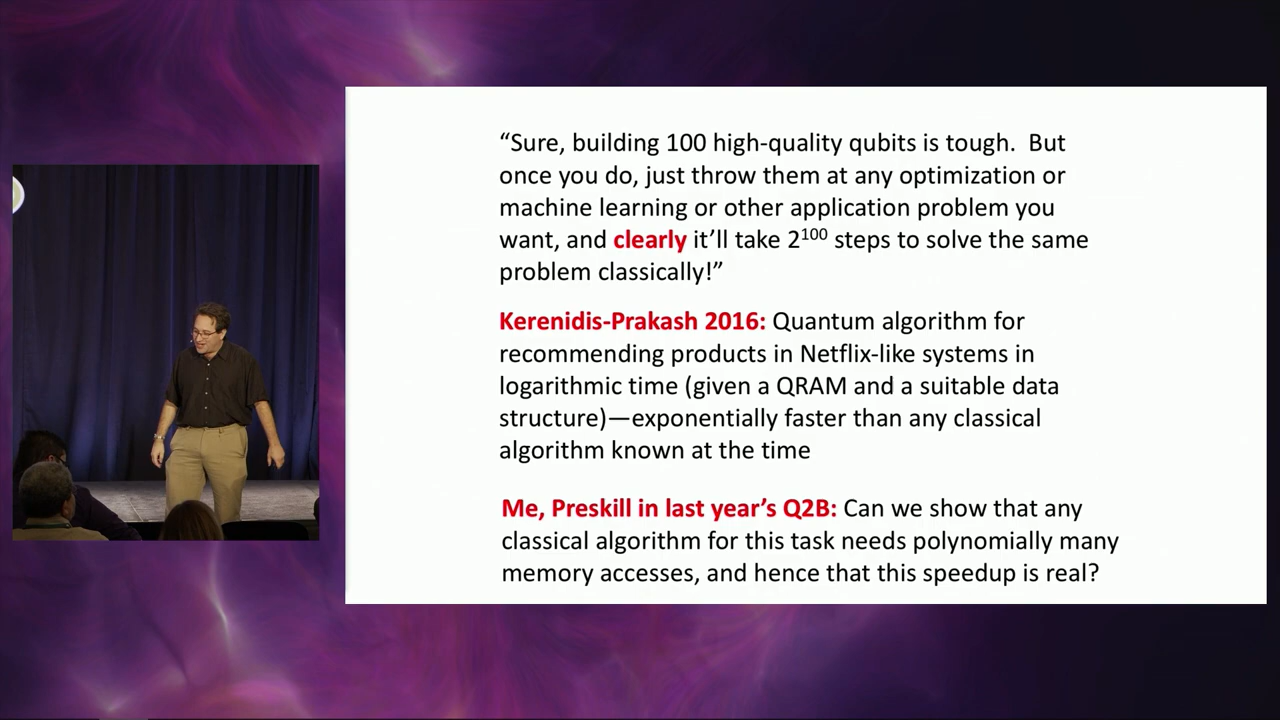 “Sure, building 100 high-quality qubits is tough.  But
once you do, just throw them at any optimization or
machine learning or other application problem you
want, and clearly it’ll take 2¹⁰⁰ steps to solve the same
problem classically!”
Kerenidis-Prakash 2016: Quantum algorithm for
recommending products in Netflix-like systems in
logarithmic time (given a QRAM and a suitable data
structure)—exponentially faster than any classical
algorithm known at the time
Me, Preskill in last year’s Q2B: Can we show that any
classical algorithm for this task needs polynomially many
memory accesses, and hence that this speedup is real?